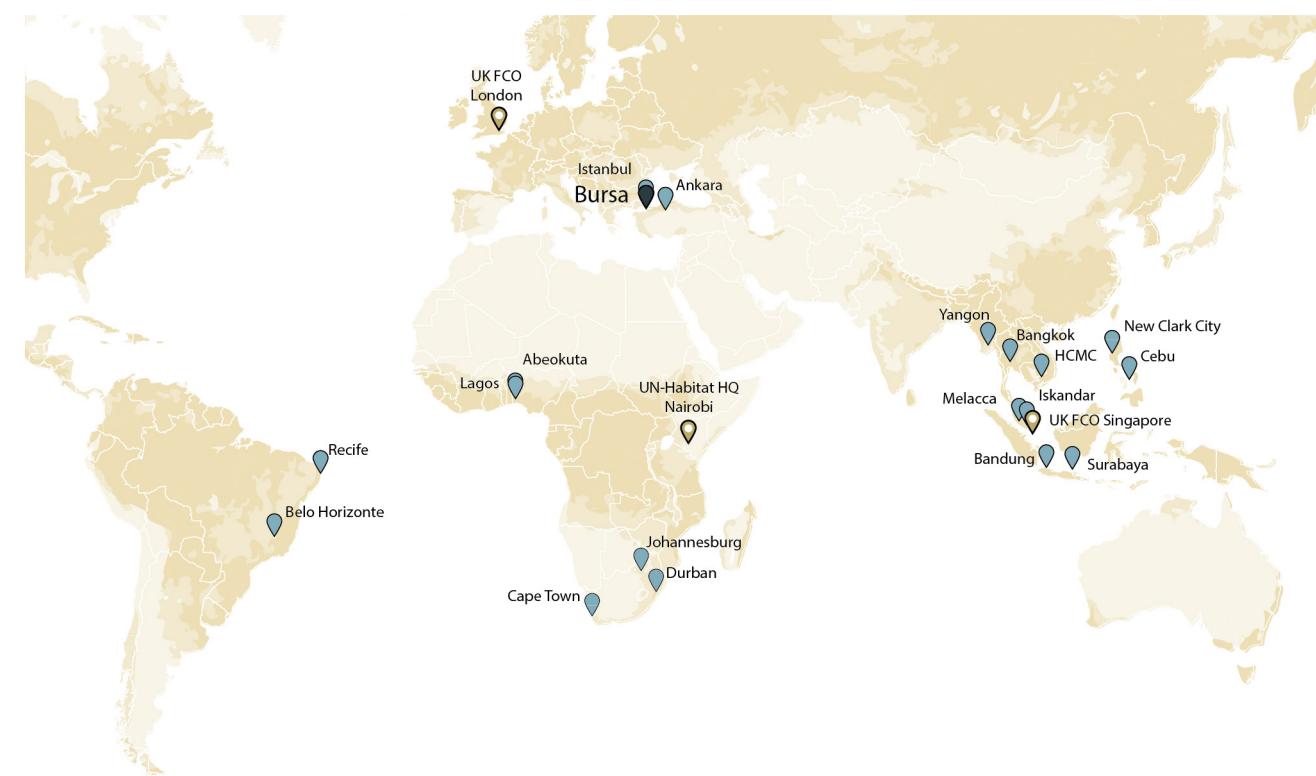 UK FCO
London
Istanbul
Ankara
Bursa
Yangon
New Clark City
Bangkok
HCMC
Cebu
Abeokuta
Lagos
UN-Habitat HQ
Nairobi
Melacca
Iskandar
UK FCO Singapore
Bandung
Surabaya
Recife
Belo Horizonte
Johannesburg
Durban
Cape Town